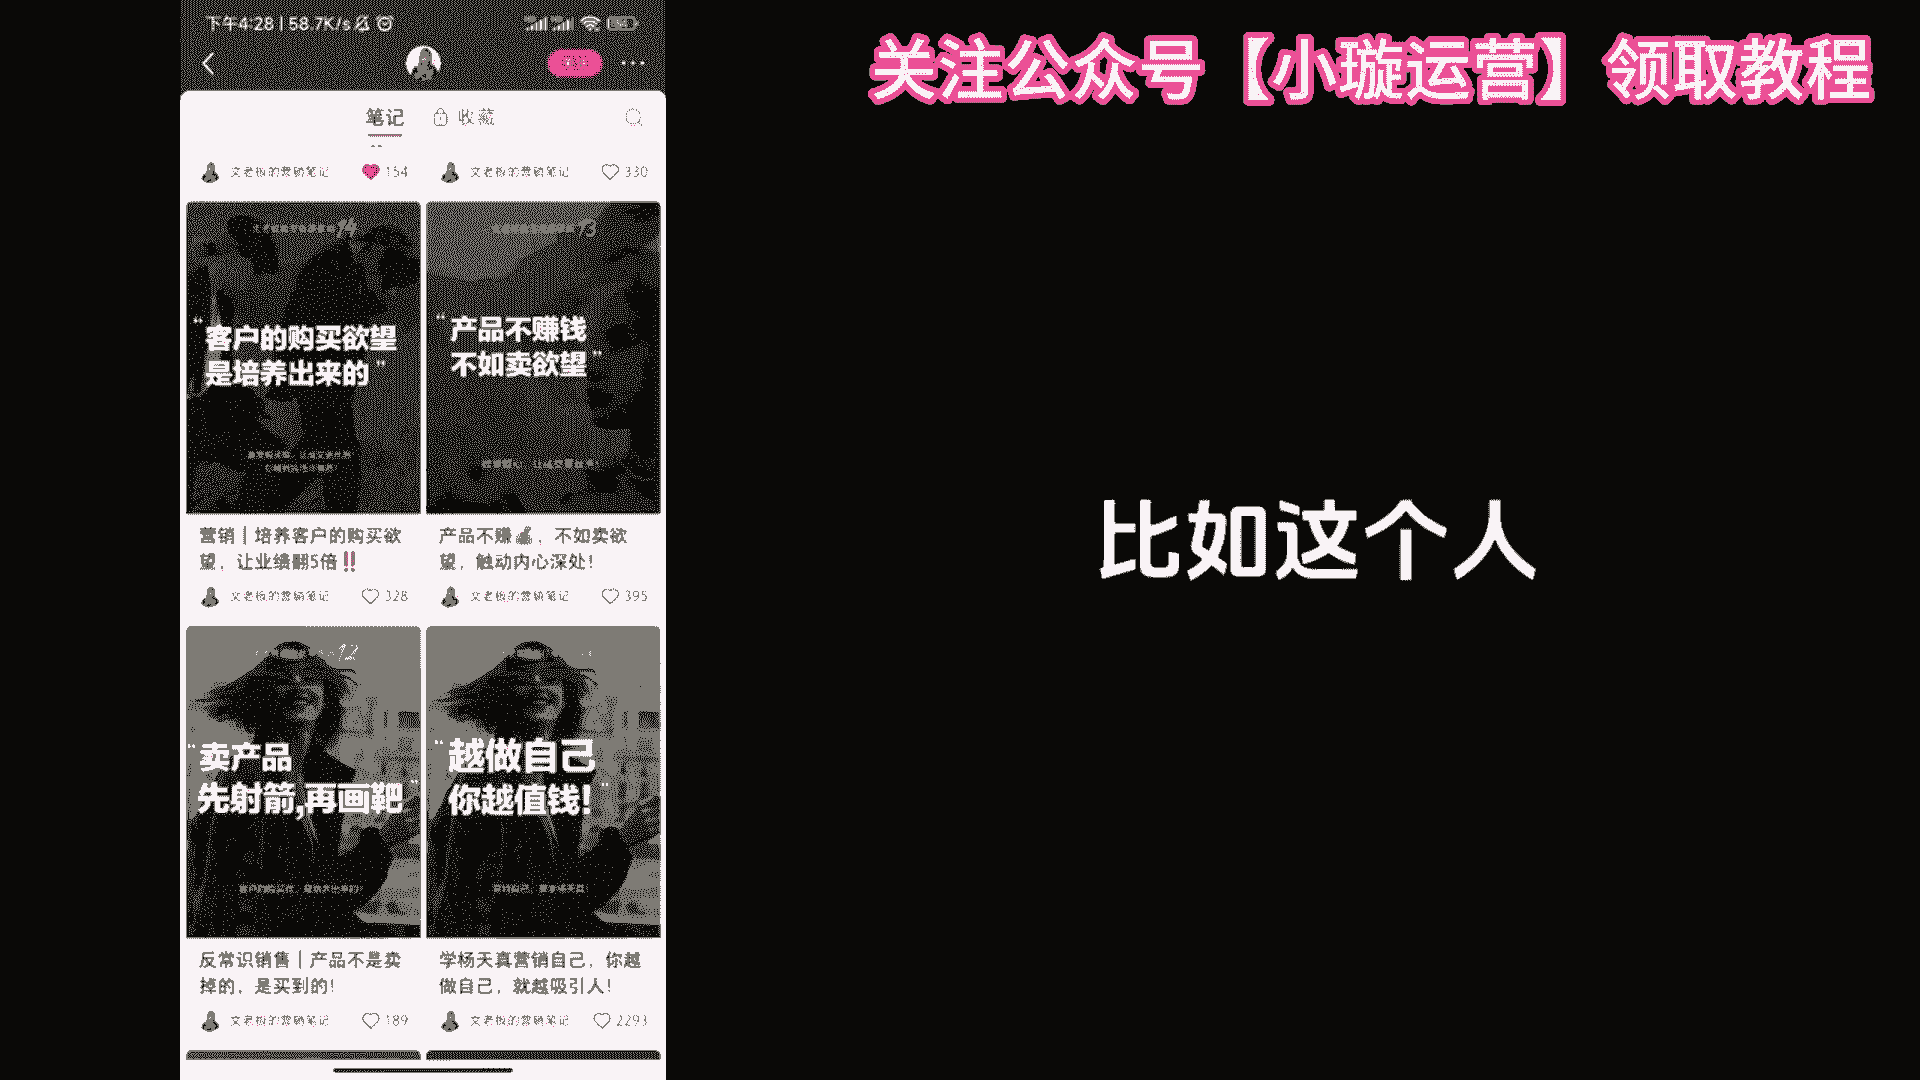 下午4:28 | 58.7K/s
关注公众号【小璇运营】领取教程
笔记
收藏
文老板的营销笔记
154
文老板的营销笔记
330
14
“客户的购买欲望
是培养出来的”
13
“产品不赚钱
不如卖欲望”
营销｜培养客户的购买欲
望，让业绩翻5倍‼️
产品不赚💰，不如卖欲
望，触动内心深处！
文老板的营销笔记
328
文老板的营销笔记
395
比如这个人
12
“卖产品
先射箭,再画靶”
“越做自己
你越值钱！”
反常识销售｜产品不是卖
掉的，是买到的！
学杨天真营销自己，你越
做自己，就越吸引人！
文老板的营销笔记
189
文老板的营销笔记
2293